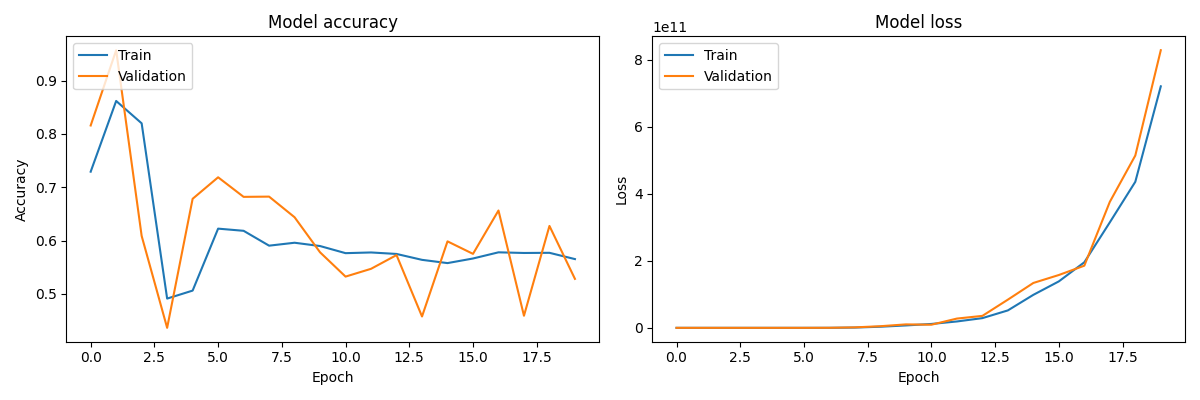 Model accuracy
Train
Validation
0.9
0.8
0.7
0.6
0.5
Accuracy
0.0 2.5 5.0 7.5 10.0 12.5 15.0 17.5
Epoch
Model loss
1e11
Train
Validation
8
6
4
2
0
Loss
0.0 2.5 5.0 7.5 10.0 12.5 15.0 17.5
Epoch